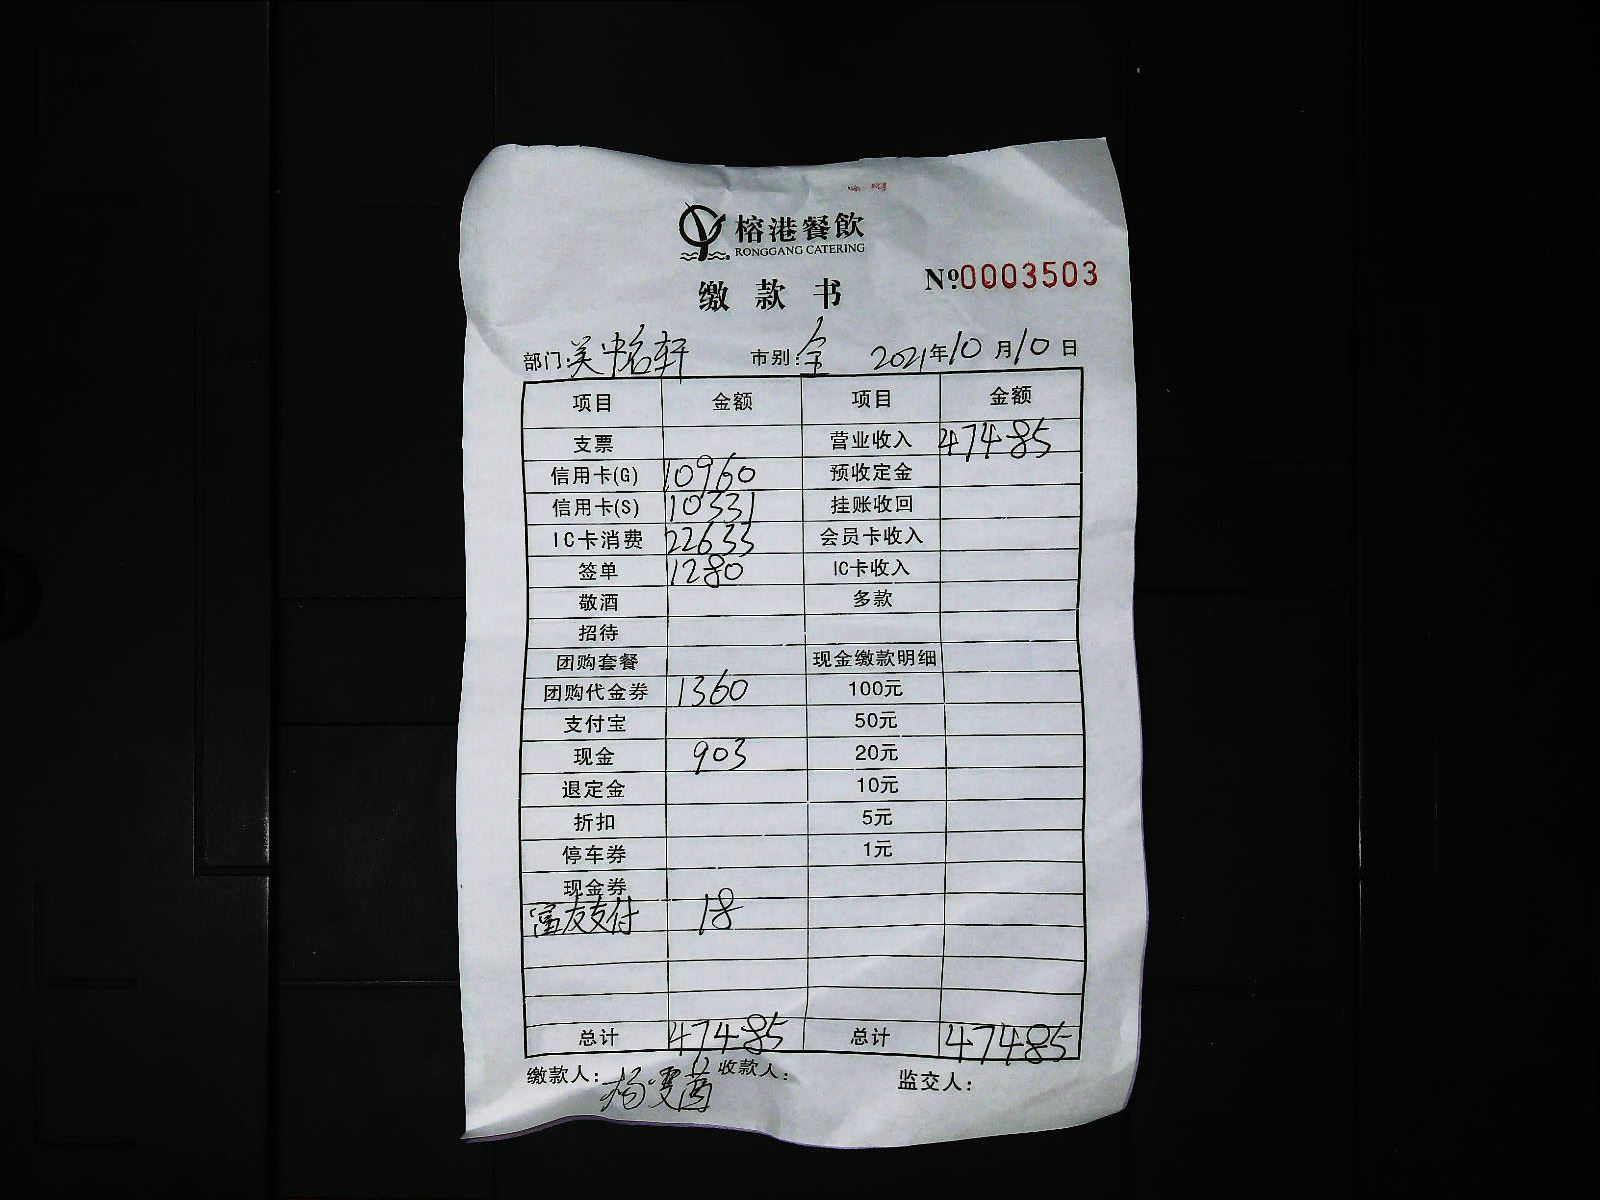 榕港餐飲
RONGGANG CATERING
缴款书
Nº:0003503
部门: 吴中名轩 市别: 全 2021年10月10日
项目 金额 项目 金额
支票 营业收入 47485
信用卡(G) 10960 预收定金
信用卡(S) 10331 挂账收回
IC卡消费 22633 会员卡收入
签单 1280 IC卡收入
敬酒 多款
招待
团购套餐 现金缴款明细
团购代金券 1360 100元
支付宝 50元
现金 903 20元
退定金 10元
折扣 5元
停车券 1元
现金券
富友支付 18
总计 47485 总计 47485
缴款人: 杨雯茵 收款人: 监交人: